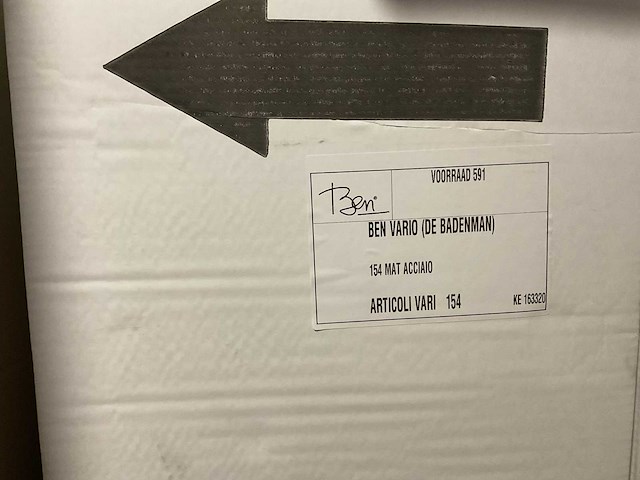 Ben
VOORRAAD 591
BEN VARIO (DE BADENMAN)
154 MAT ACCIAIO
ARTICOLI VARI 154
KE 163320